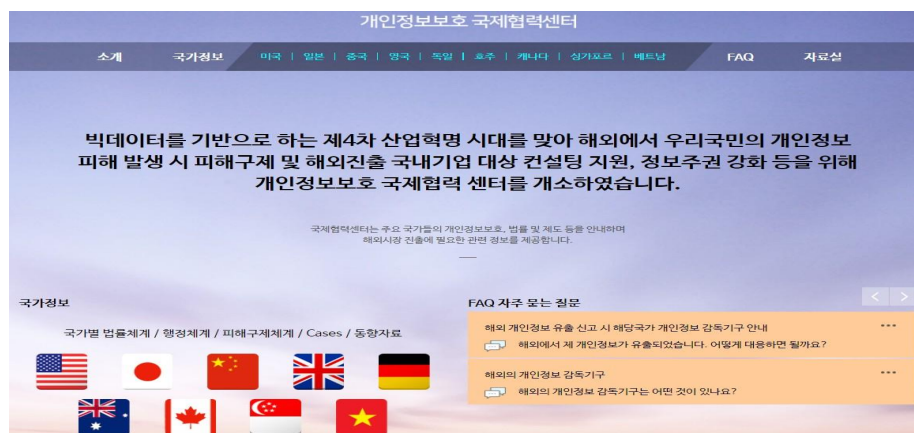 개인정보보호 국제협력센터
소개 국가정보 미국 | 일본 | 중국 | 영국 | 독일 | 호주 | 캐나다 | 싱가포르 | 베트남 FAQ 자료실
빅데이터를 기반으로 하는 제4차 산업혁명 시대를 맞아 해외에서 우리국민의 개인정보
피해 발생 시 피해구제 및 해외진출 국내기업 대상 컨설팅 지원, 정보주권 강화 등을 위해
개인정보보호 국제협력 센터를 개소하였습니다.
국제협력센터는 주요 국가들의 개인정보보호, 법률 및 제도 등을 안내하며
해외시장 진출에 필요한 관련 정보를 제공합니다.
국가정보
국가별 법률체계 / 행정체계 / 피해구제체계 / Cases / 동향자료
FAQ 자주 묻는 질문
해외 개인정보 유출 신고 시 해당국가 개인정보 감독기구 안내
해외에서 제 개인정보가 유출되었습니다. 어떻게 대응하면 될까요?
해외의 개인정보 감독기구
해외의 개인정보 감독기구는 어떤 것이 있나요?